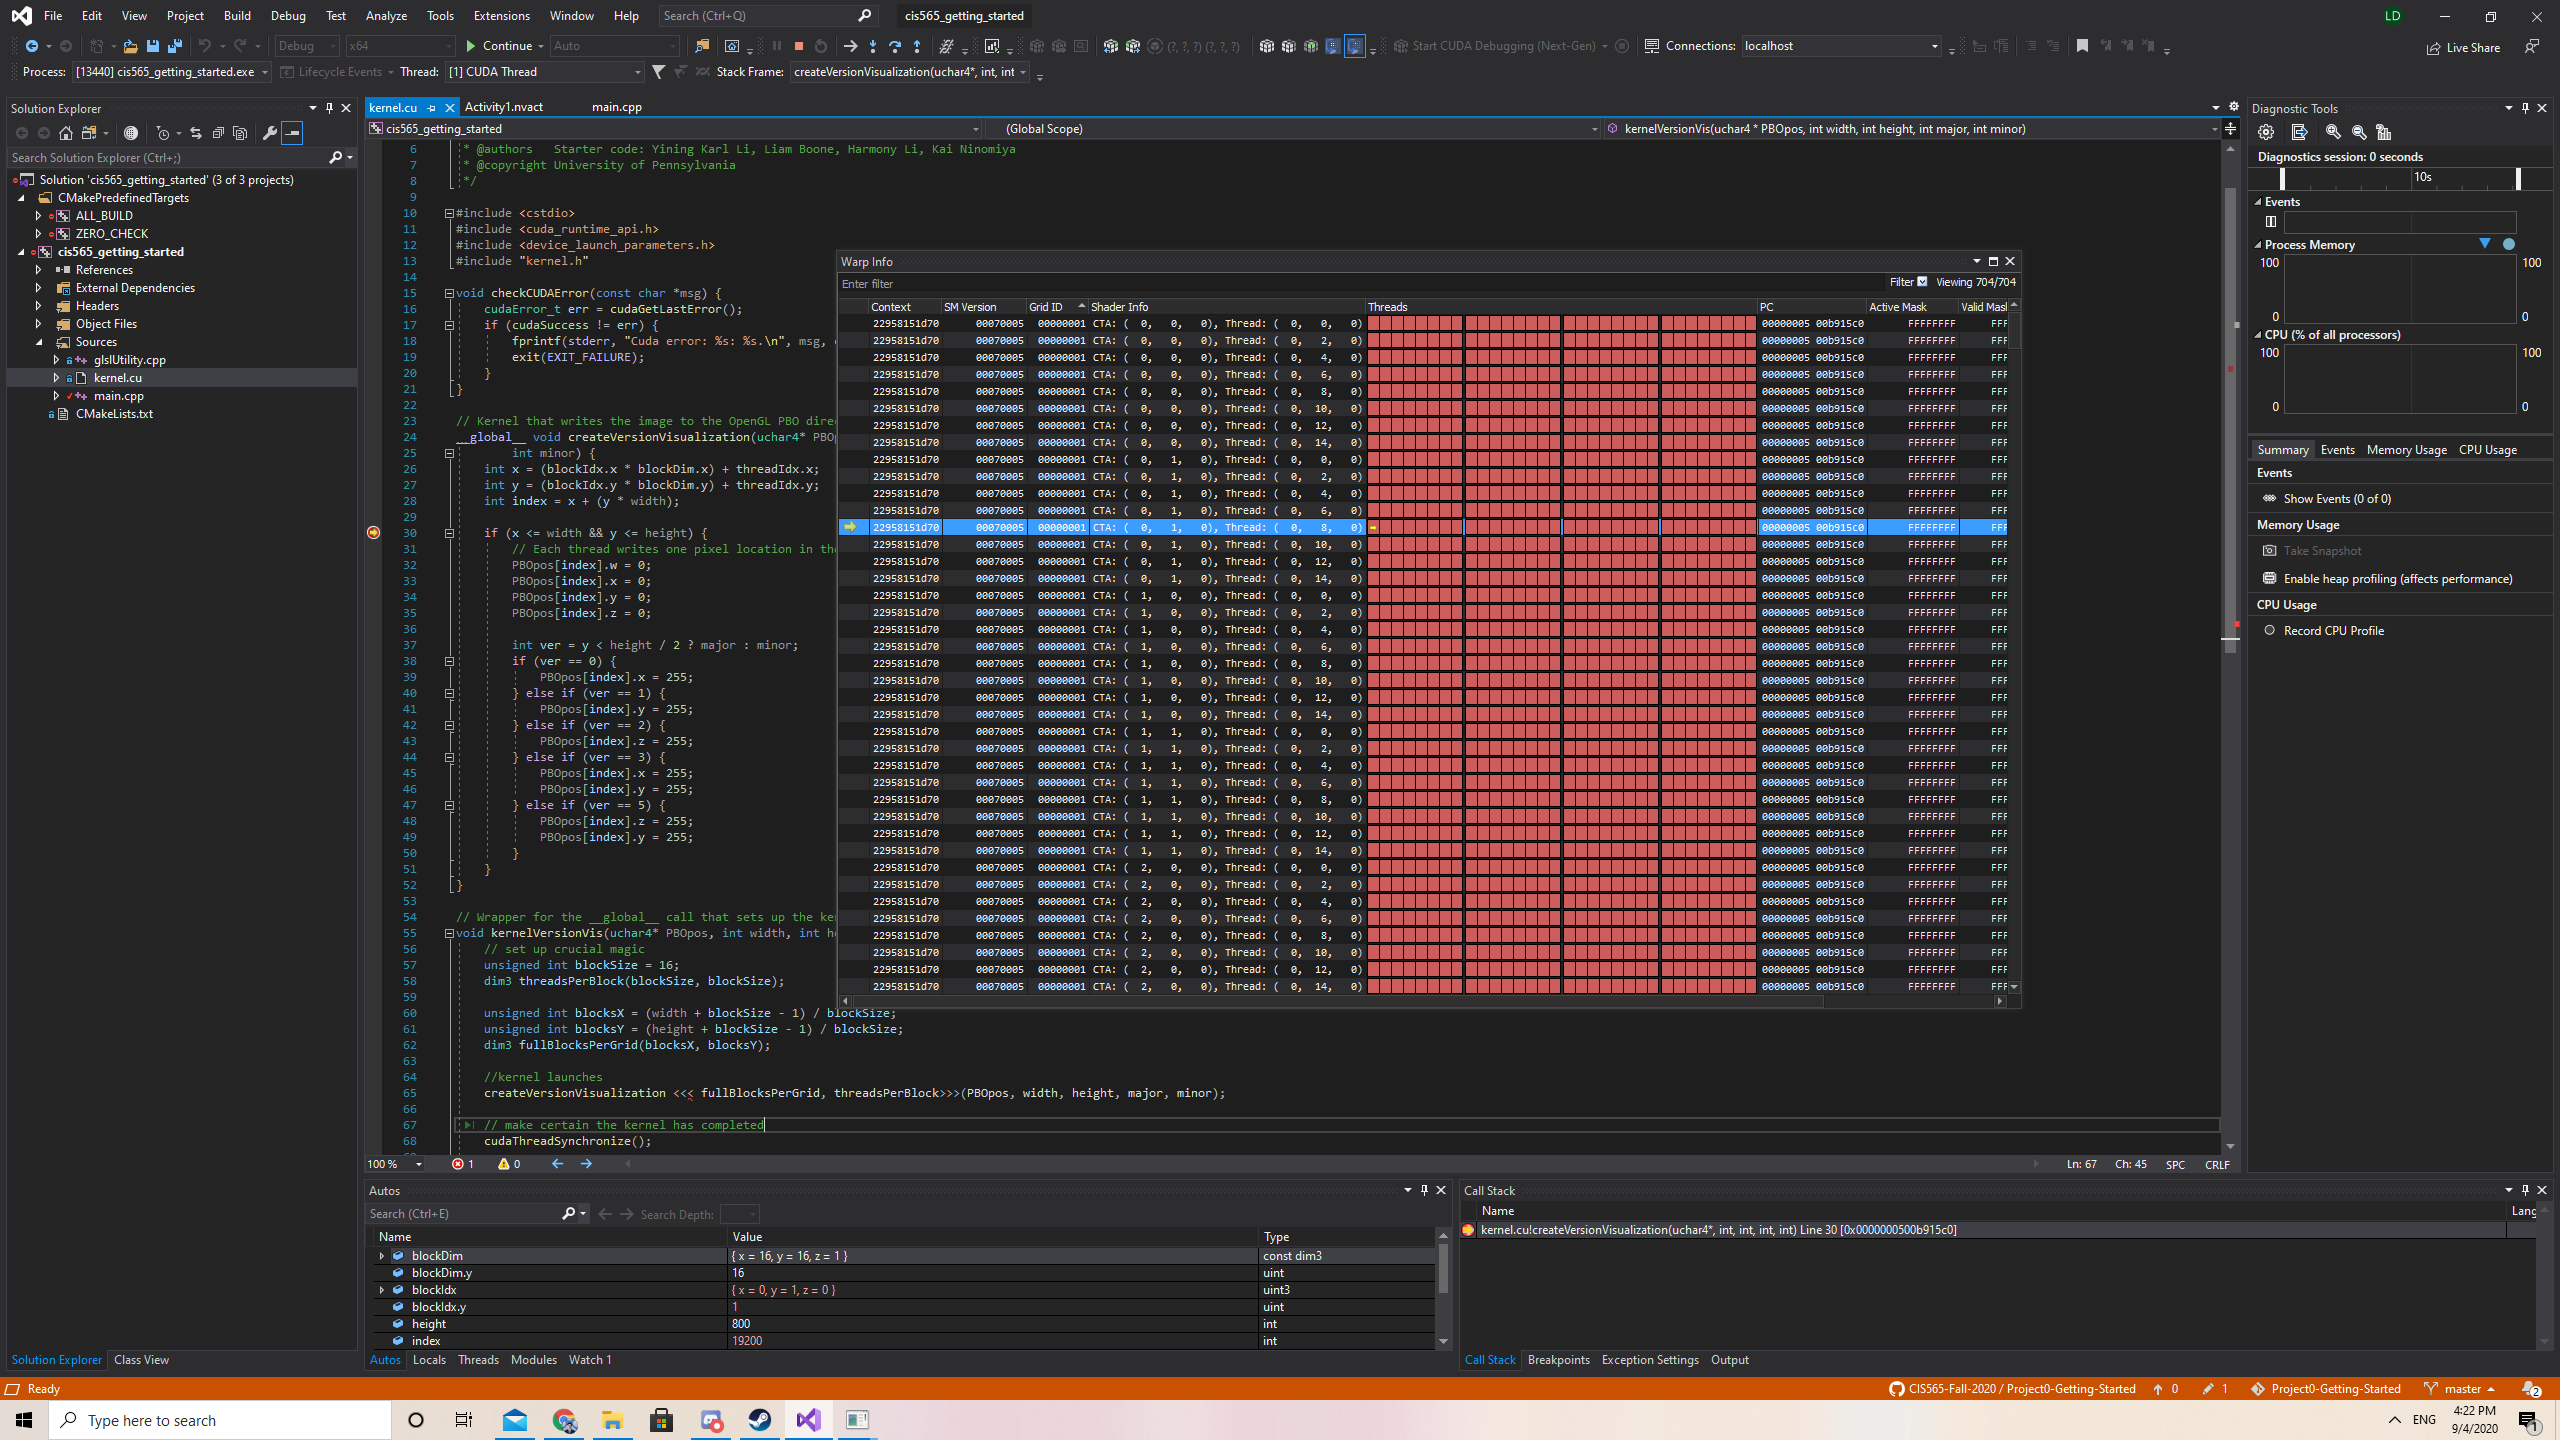 File Edit View Project Build Debug Test Analyze Tools Extensions Window Help Search (Ctrl+Q) cis565_getting_started LD
Debug x64 Continue Auto (?, ?, ?) (?, ?, ?) Start CUDA Debugging (Next-Gen) Connections: localhost Live Share
Process: [13440] cis565_getting_started.exe Lifecycle Events Thread: [1] CUDA Thread Stack Frame: createVersionVisualization(uchar4*, int, int
Solution Explorer
Search Solution Explorer (Ctrl+;)
Solution 'cis565_getting_started' (3 of 3 projects)
CMakePredefinedTargets
ALL_BUILD
ZERO_CHECK
cis565_getting_started
References
External Dependencies
Headers
Object Files
Sources
glslUtility.cpp
kernel.cu
main.cpp
CMakeLists.txt
Solution Explorer Class View
kernel.cu Activity1.nvact main.cpp
cis565_getting_started (Global Scope) kernelVersionVis(uchar4 * PBOpos, int width, int height, int major, int minor)
6 * @authors Starter code: Yining Karl Li, Liam Boone, Harmony Li, Kai Ninomiya
7 * @copyright University of Pennsylvania
8 */
9
10 #include <cstdio>
11 #include <cuda_runtime_api.h>
12 #include <device_launch_parameters.h>
13 #include "kernel.h"
14
15 void checkCUDAError(const char *msg) {
16 cudaError_t err = cudaGetLastError();
17 if (cudaSuccess != err) {
18 fprintf(stderr, "Cuda error: %s: %s.\n", msg,
19 exit(EXIT_FAILURE);
20 }
21 }
22
23 // Kernel that writes the image to the OpenGL PBO dire
24 __global__ void createVersionVisualization(uchar4* PBOp
25 int minor) {
26 int x = (blockIdx.x * blockDim.x) + threadIdx.x;
27 int y = (blockIdx.y * blockDim.y) + threadIdx.y;
28 int index = x + (y * width);
29
30 if (x <= width && y <= height) {
31 // Each thread writes one pixel location in the
32 PBOpos[index].w = 0;
33 PBOpos[index].x = 0;
34 PBOpos[index].y = 0;
35 PBOpos[index].z = 0;
36
37 int ver = y < height / 2 ? major : minor;
38 if (ver == 0) {
39 PBOpos[index].x = 255;
40 } else if (ver == 1) {
41 PBOpos[index].y = 255;
42 } else if (ver == 2) {
43 PBOpos[index].z = 255;
44 } else if (ver == 3) {
45 PBOpos[index].x = 255;
46 PBOpos[index].y = 255;
47 } else if (ver == 5) {
48 PBOpos[index].z = 255;
49 PBOpos[index].y = 255;
50 }
51 }
52 }
53
54 // Wrapper for the __global__ call that sets up the ker
55 void kernelVersionVis(uchar4* PBOpos, int width, int he
56 // set up crucial magic
57 unsigned int blockSize = 16;
58 dim3 threadsPerBlock(blockSize, blockSize);
59
60 unsigned int blocksX = (width + blockSize - 1) / blockSize;
61 unsigned int blocksY = (height + blockSize - 1) / blockSize;
62 dim3 fullBlocksPerGrid(blocksX, blocksY);
63
64 //kernel launches
65 createVersionVisualization <<< fullBlocksPerGrid, threadsPerBlock>>>(PBOpos, width, height, major, minor);
66
67 // make certain the kernel has completed
68 cudaThreadSynchronize();
100 % 1 0 Ln: 67 Ch: 45 SPC CRLF
Warp Info
Enter filter Filter Viewing 704/704
Context SM Version Grid ID Shader Info Threads PC Active Mask Valid Mas
22958151d70 00070005 00000001 CTA: ( 0, 0, 0), Thread: ( 0, 0, 0) 00000005 00b915c0 FFFFFFFF FFF
22958151d70 00070005 00000001 CTA: ( 0, 0, 0), Thread: ( 0, 2, 0) 00000005 00b915c0 FFFFFFFF FFF
22958151d70 00070005 00000001 CTA: ( 0, 0, 0), Thread: ( 0, 4, 0) 00000005 00b915c0 FFFFFFFF FFF
22958151d70 00070005 00000001 CTA: ( 0, 0, 0), Thread: ( 0, 6, 0) 00000005 00b915c0 FFFFFFFF FFF
22958151d70 00070005 00000001 CTA: ( 0, 0, 0), Thread: ( 0, 8, 0) 00000005 00b915c0 FFFFFFFF FFF
22958151d70 00070005 00000001 CTA: ( 0, 0, 0), Thread: ( 0, 10, 0) 00000005 00b915c0 FFFFFFFF FFF
22958151d70 00070005 00000001 CTA: ( 0, 0, 0), Thread: ( 0, 12, 0) 00000005 00b915c0 FFFFFFFF FFF
22958151d70 00070005 00000001 CTA: ( 0, 0, 0), Thread: ( 0, 14, 0) 00000005 00b915c0 FFFFFFFF FFF
22958151d70 00070005 00000001 CTA: ( 0, 1, 0), Thread: ( 0, 0, 0) 00000005 00b915c0 FFFFFFFF FFF
22958151d70 00070005 00000001 CTA: ( 0, 1, 0), Thread: ( 0, 2, 0) 00000005 00b915c0 FFFFFFFF FFF
22958151d70 00070005 00000001 CTA: ( 0, 1, 0), Thread: ( 0, 4, 0) 00000005 00b915c0 FFFFFFFF FFF
22958151d70 00070005 00000001 CTA: ( 0, 1, 0), Thread: ( 0, 6, 0) 00000005 00b915c0 FFFFFFFF FFF
22958151d70 00070005 00000001 CTA: ( 0, 1, 0), Thread: ( 0, 8, 0) 00000005 00b915c0 FFFFFFFF FFF
22958151d70 00070005 00000001 CTA: ( 0, 1, 0), Thread: ( 0, 10, 0) 00000005 00b915c0 FFFFFFFF FFF
22958151d70 00070005 00000001 CTA: ( 0, 1, 0), Thread: ( 0, 12, 0) 00000005 00b915c0 FFFFFFFF FFF
22958151d70 00070005 00000001 CTA: ( 0, 1, 0), Thread: ( 0, 14, 0) 00000005 00b915c0 FFFFFFFF FFF
22958151d70 00070005 00000001 CTA: ( 1, 0, 0), Thread: ( 0, 0, 0) 00000005 00b915c0 FFFFFFFF FFF
22958151d70 00070005 00000001 CTA: ( 1, 0, 0), Thread: ( 0, 2, 0) 00000005 00b915c0 FFFFFFFF FFF
22958151d70 00070005 00000001 CTA: ( 1, 0, 0), Thread: ( 0, 4, 0) 00000005 00b915c0 FFFFFFFF FFF
22958151d70 00070005 00000001 CTA: ( 1, 0, 0), Thread: ( 0, 6, 0) 00000005 00b915c0 FFFFFFFF FFF
22958151d70 00070005 00000001 CTA: ( 1, 0, 0), Thread: ( 0, 8, 0) 00000005 00b915c0 FFFFFFFF FFF
22958151d70 00070005 00000001 CTA: ( 1, 0, 0), Thread: ( 0, 10, 0) 00000005 00b915c0 FFFFFFFF FFF
22958151d70 00070005 00000001 CTA: ( 1, 0, 0), Thread: ( 0, 12, 0) 00000005 00b915c0 FFFFFFFF FFF
22958151d70 00070005 00000001 CTA: ( 1, 0, 0), Thread: ( 0, 14, 0) 00000005 00b915c0 FFFFFFFF FFF
22958151d70 00070005 00000001 CTA: ( 1, 1, 0), Thread: ( 0, 0, 0) 00000005 00b915c0 FFFFFFFF FFF
22958151d70 00070005 00000001 CTA: ( 1, 1, 0), Thread: ( 0, 2, 0) 00000005 00b915c0 FFFFFFFF FFF
22958151d70 00070005 00000001 CTA: ( 1, 1, 0), Thread: ( 0, 4, 0) 00000005 00b915c0 FFFFFFFF FFF
22958151d70 00070005 00000001 CTA: ( 1, 1, 0), Thread: ( 0, 6, 0) 00000005 00b915c0 FFFFFFFF FFF
22958151d70 00070005 00000001 CTA: ( 1, 1, 0), Thread: ( 0, 8, 0) 00000005 00b915c0 FFFFFFFF FFF
22958151d70 00070005 00000001 CTA: ( 1, 1, 0), Thread: ( 0, 10, 0) 00000005 00b915c0 FFFFFFFF FFF
22958151d70 00070005 00000001 CTA: ( 1, 1, 0), Thread: ( 0, 12, 0) 00000005 00b915c0 FFFFFFFF FFF
22958151d70 00070005 00000001 CTA: ( 1, 1, 0), Thread: ( 0, 14, 0) 00000005 00b915c0 FFFFFFFF FFF
22958151d70 00070005 00000001 CTA: ( 2, 0, 0), Thread: ( 0, 0, 0) 00000005 00b915c0 FFFFFFFF FFF
22958151d70 00070005 00000001 CTA: ( 2, 0, 0), Thread: ( 0, 2, 0) 00000005 00b915c0 FFFFFFFF FFF
22958151d70 00070005 00000001 CTA: ( 2, 0, 0), Thread: ( 0, 4, 0) 00000005 00b915c0 FFFFFFFF FFF
22958151d70 00070005 00000001 CTA: ( 2, 0, 0), Thread: ( 0, 6, 0) 00000005 00b915c0 FFFFFFFF FFF
22958151d70 00070005 00000001 CTA: ( 2, 0, 0), Thread: ( 0, 8, 0) 00000005 00b915c0 FFFFFFFF FFF
22958151d70 00070005 00000001 CTA: ( 2, 0, 0), Thread: ( 0, 10, 0) 00000005 00b915c0 FFFFFFFF FFF
22958151d70 00070005 00000001 CTA: ( 2, 0, 0), Thread: ( 0, 12, 0) 00000005 00b915c0 FFFFFFFF FFF
22958151d70 00070005 00000001 CTA: ( 2, 0, 0), Thread: ( 0, 14, 0) 00000005 00b915c0 FFFFFFFF FFF
Diagnostic Tools
Diagnostics session: 0 seconds
10s
Events
Process Memory
100 100
0 0
CPU (% of all processors)
100 100
0 0
Summary Events Memory Usage CPU Usage
Events
Show Events (0 of 0)
Memory Usage
Take Snapshot
Enable heap profiling (affects performance)
CPU Usage
Record CPU Profile
Autos
Search (Ctrl+E) Search Depth:
Name Value Type
blockDim { x = 16, y = 16, z = 1 } const dim3
blockDim.y 16 uint
blockIdx { x = 0, y = 1, z = 0 } uint3
blockIdx.y 1 uint
height 800 int
index 19200 int
Autos Locals Threads Modules Watch 1
Call Stack
Name Lang
kernel.cu!createVersionVisualization(uchar4*, int, int, int, int) Line 30 [0x0000000500b915c0]
Call Stack Breakpoints Exception Settings Output
Ready CIS565-Fall-2020 / Project0-Getting-Started 0 1 Project0-Getting-Started master 2
Type here to search ENG 4:22 PM 1
9/4/2020